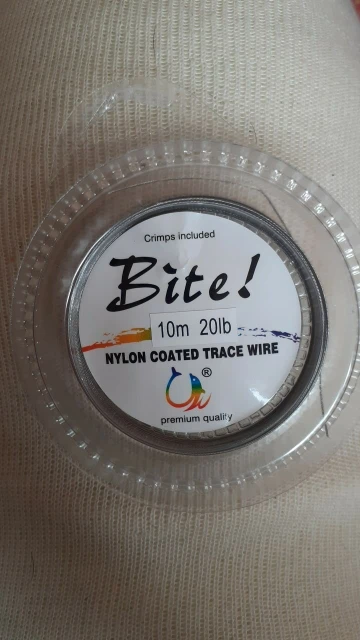 Crimps included
Bite!
10m 20lb
NYLON COATED TRACE WIRE
®
premium quality